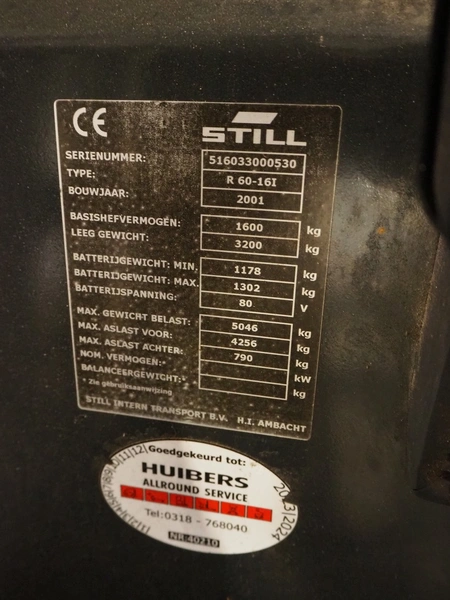 CE STILL
SERIENUMMER: 516033000530
TYPE: R 60-16I
BOUWJAAR: 2001
BASISHEFVERMOGEN: 1600 kg
LEEG GEWICHT: 3200 kg
BATTERIJGEWICHT: MIN. 1178 kg
BATTERIJGEWICHT: MAX. 1302 kg
BATTERIJSPANNING: 80 V
MAX. GEWICHT BELAST: 5046 kg
MAX. ASLAST VOOR: 4256 kg
MAX. ASLAST ACHTER: 790 kg
NOM. VERMOGEN:* kW
BALANCEERGEWICHT:* kg
* Zie gebruiksaanwijzing
STILL INTERN TRANSPORT B.V. H.I. AMBACHT
Goedgekeurd tot:
HUIBERS
ALLROUND SERVICE
Tel:0318 - 768040
NR:40210